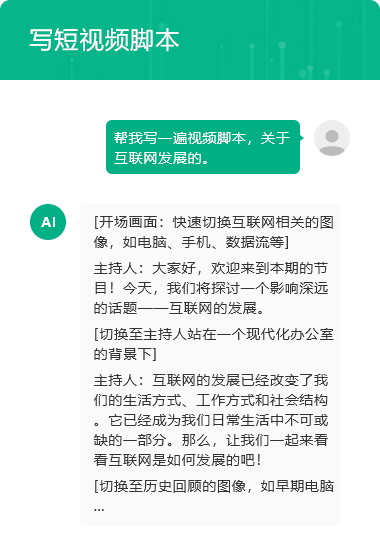 写短视频脚本
帮我写一遍视频脚本，关于
互联网发展的。
AI
[开场画面：快速切换互联网相关的图
像，如电脑、手机、数据流等]
主持人：大家好，欢迎来到本期的节
目！今天，我们将探讨一个影响深远
的话题——互联网的发展。
[切换至主持人站在一个现代化办公室
的背景下]
主持人：互联网的发展已经改变了我
们的生活方式、工作方式和社会结构
。它已经成为我们日常生活中不可或
缺的一部分。那么，让我们一起来看
看互联网是如何发展的吧！
[切换至历史回顾的图像，如早期电脑
...